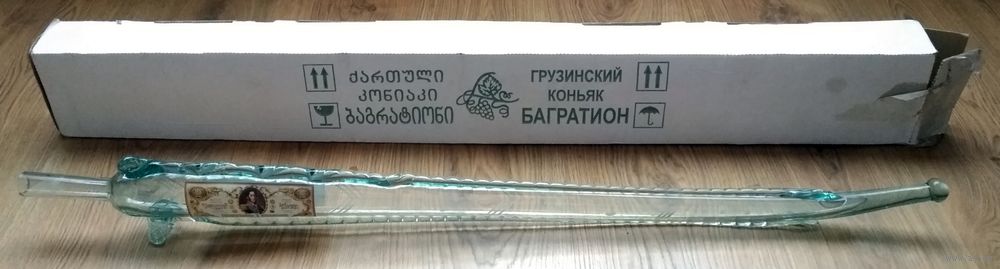 ქართული
კონიაკი
ბაგრატიონი
ГРУЗИНСКИЙ
КОНЬЯК
БАГРАТИОН